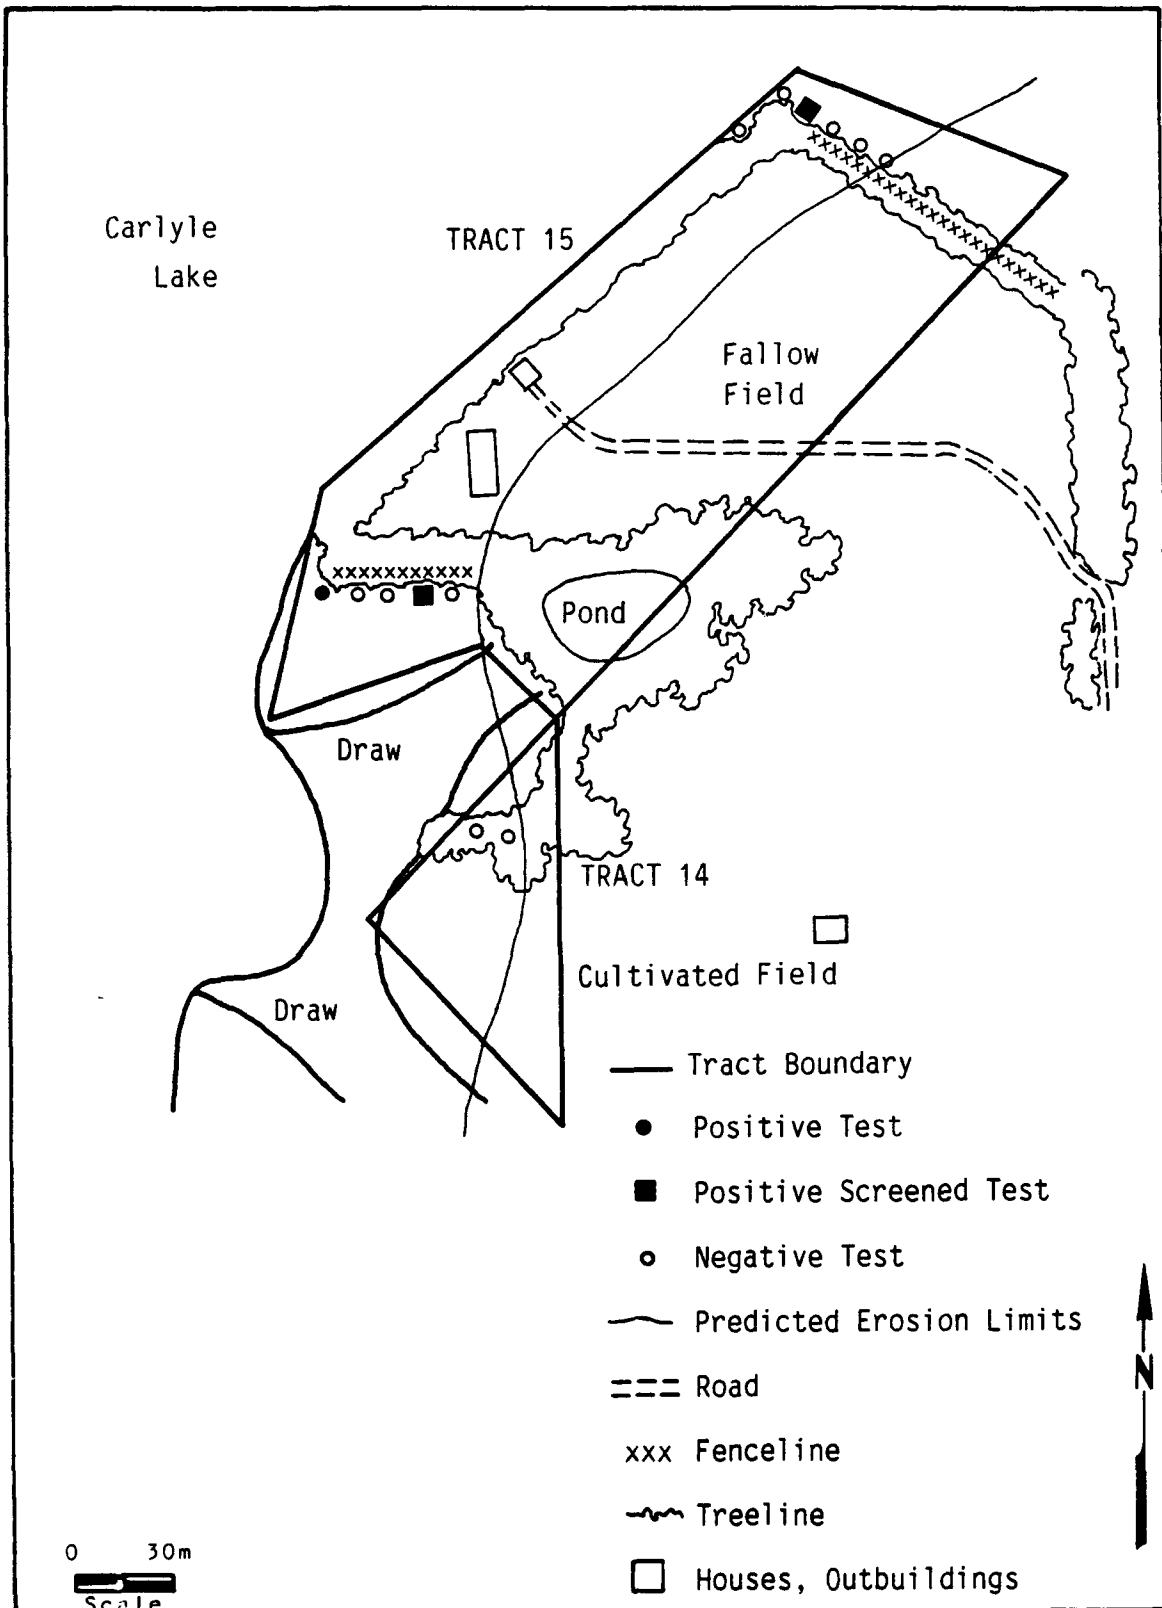 Carlyle
Lake
TRACT 15
Fallow
Field
Pond
Draw
TRACT 14
Cultivated Field
Draw
Tract Boundary
Positive Test
Positive Screened Test
Negative Test
Predicted Erosion Limits
Road
xxx Fenceline
Treeline
Houses, Outbuildings
N
0 30m
Scale